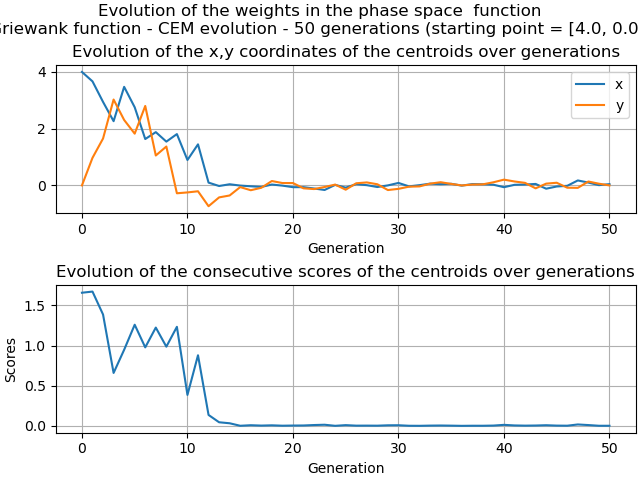 Evolution of the weights in the phase space function
riewank function - CEM evolution - 50 generations (starting point = [4.0, 0.0
Evolution of the x,y coordinates of the centroids over generations
4
2
0
x
y
0 10 20 30 40 50
Generation
Evolution of the consecutive scores of the centroids over generations
Scores
1.5
1.0
0.5
0.0
0 10 20 30 40 50
Generation